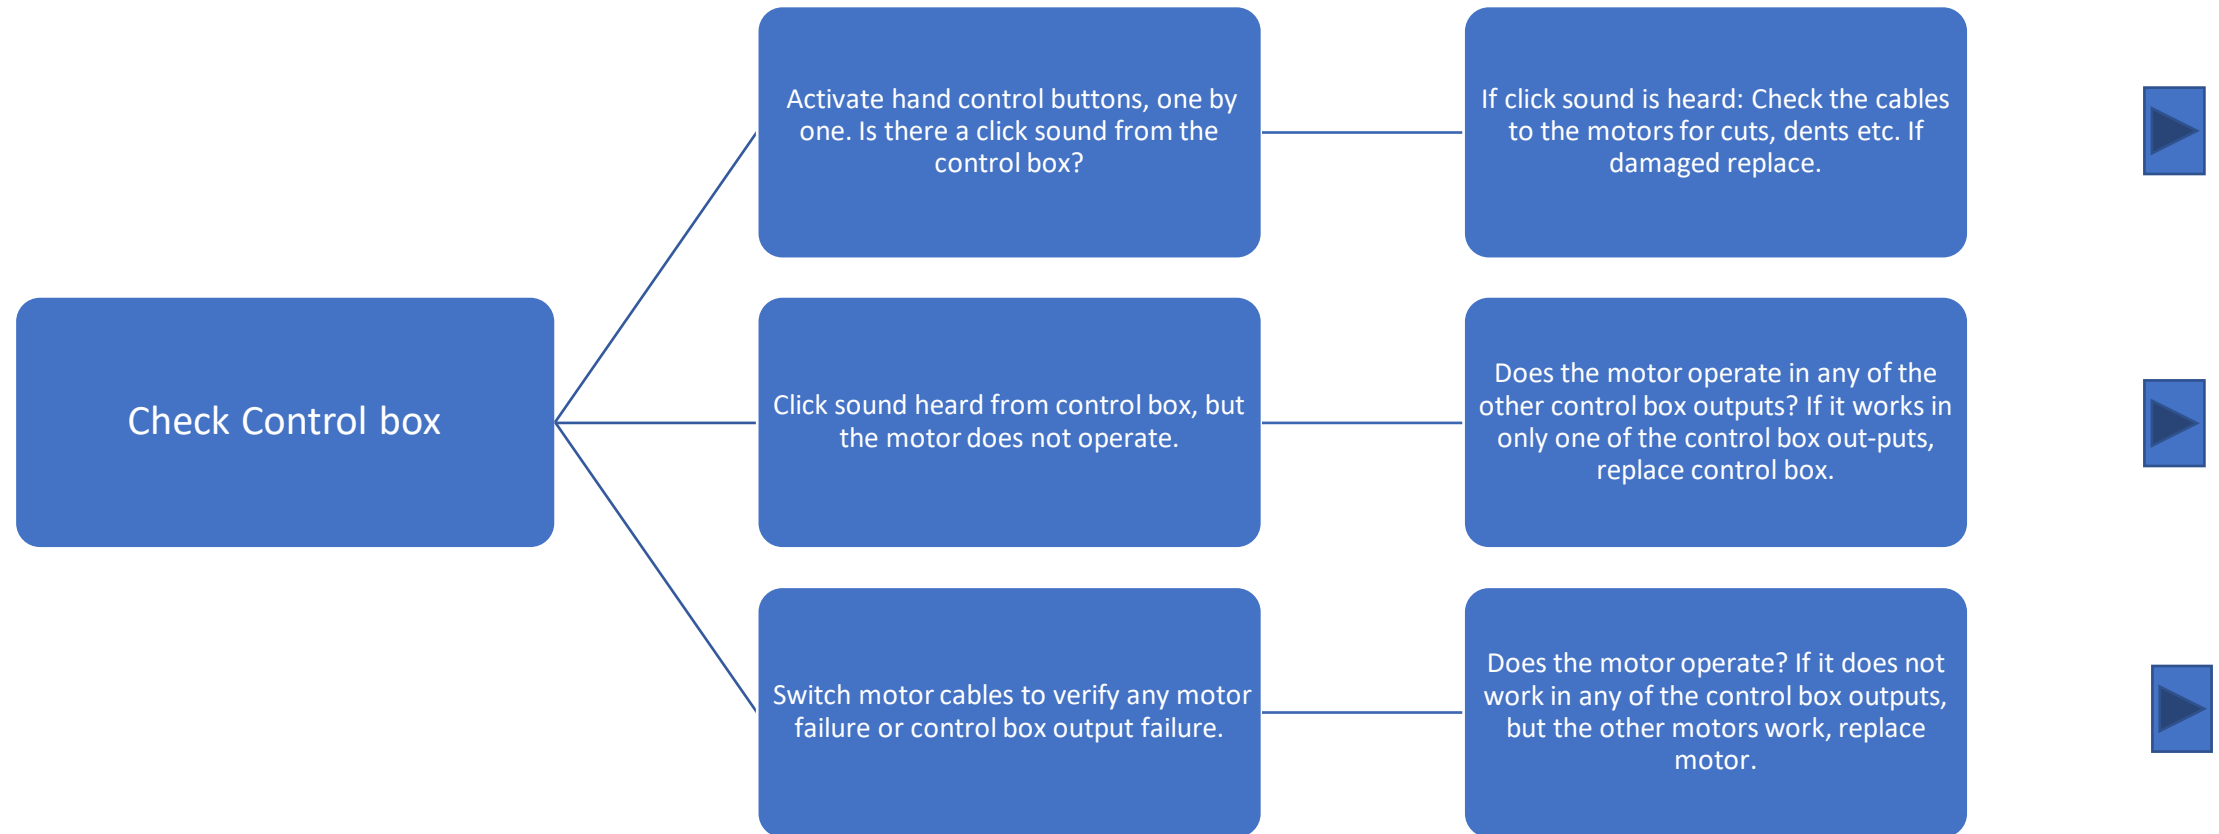 Activate hand control buttons, one by
one. Is there a click sound from the
control box?
If click sound is heard: Check the cables
to the motors for cuts, dents etc. If
damaged replace.
Check Control box
Click sound heard from control box, but
the motor does not operate.
Does the motor operate in any of the
other control box outputs? If it works in
only one of the control box out-puts,
replace control box.
Switch motor cables to verify any motor
failure or control box output failure.
Does the motor operate? If it does not
work in any of the control box outputs,
but the other motors work, replace
motor.